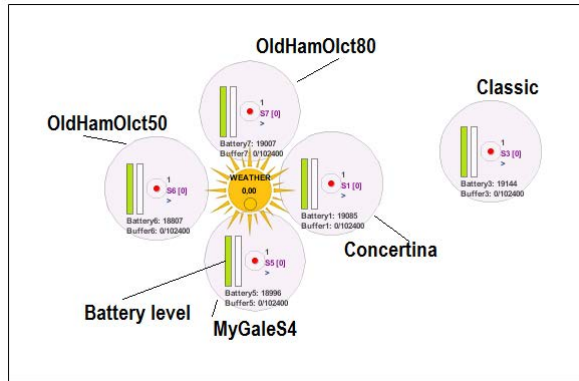 OldHamOlct80
Classic
OldHamOlct50
1
S7 [0]
>
Battery7: 19007
Buffer7: 0/102400
1
S3 [0]
>
Battery3: 19144
Buffer3: 0/102400
1
S6 [0]
>
Battery6: 18807
Buffer6: 0/102400
WEATHER
0,00
1
S1 [0]
>
Battery1: 19085
Buffer1: 0/102400
1
S5 [0]
>
Battery5: 18996
Buffer5: 0/102400
Concertina
Battery level
MyGaleS4